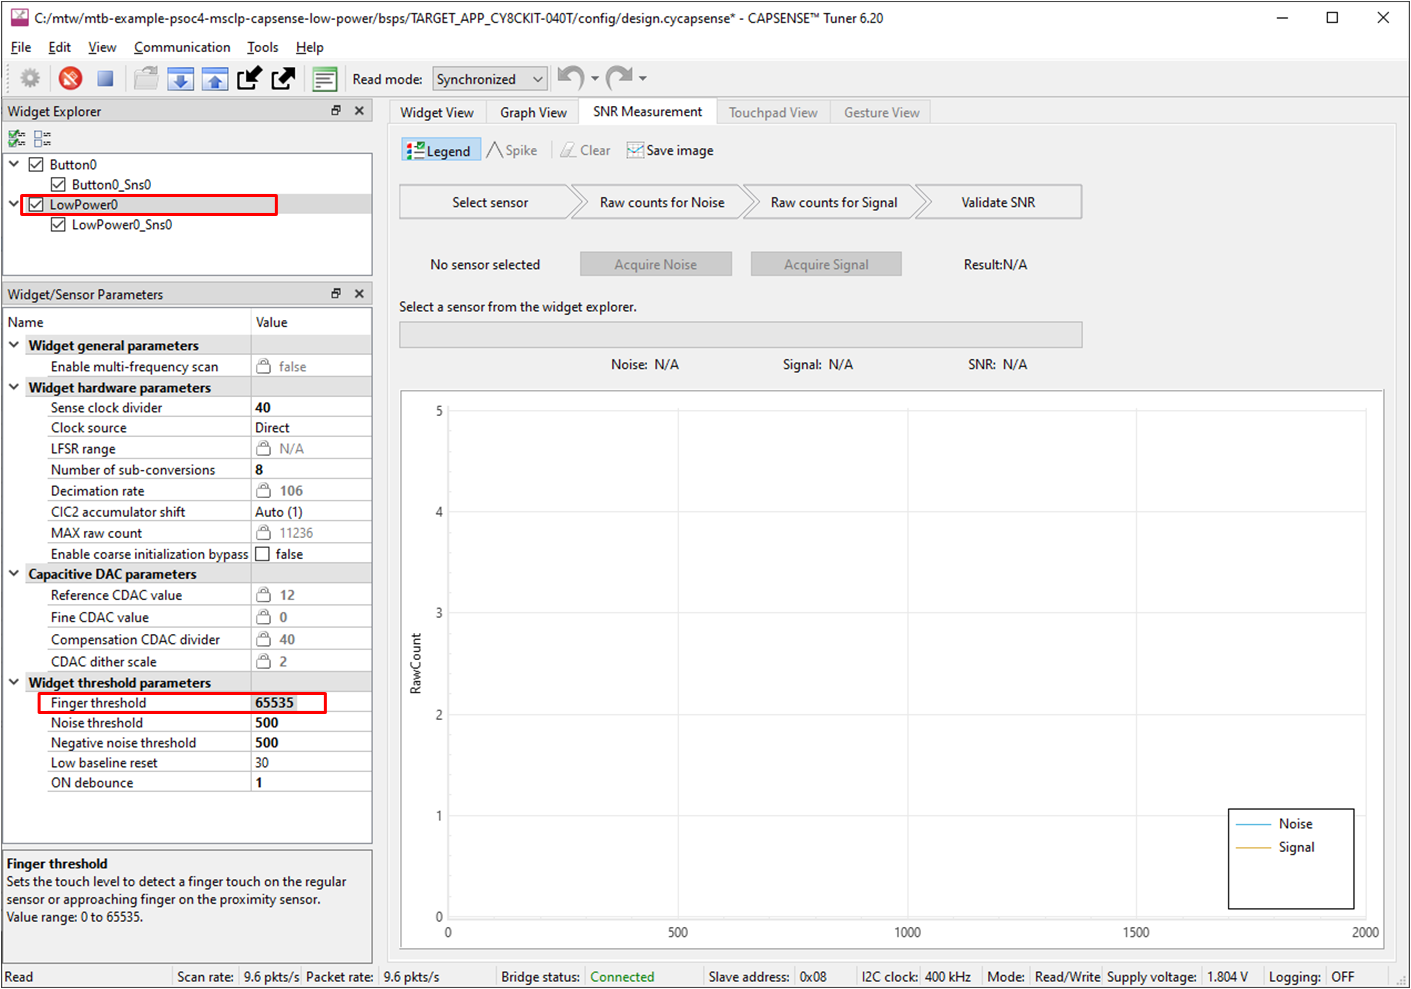 C:/mtw/mtb-example-psoc4-msclp-capsense-low-power/bsps/TARGET_APP_CY8CKIT-040T/config/design.cycapsense* - CAPSENSE™ Tuner 6.20
File Edit View Communication Tools Help
Read mode: Synchronized
Widget Explorer
Button0
Button0_Sns0
LowPower0
LowPower0_Sns0
Widget/Sensor Parameters
Name Value
Widget general parameters
Enable multi-frequency scan false
Widget hardware parameters
Sense clock divider 40
Clock source Direct
LFSR range N/A
Number of sub-conversions 8
Decimation rate 106
CIC2 accumulator shift Auto (1)
MAX raw count 11236
Enable coarse initialization bypass false
Capacitive DAC parameters
Reference CDAC value 12
Fine CDAC value 0
Compensation CDAC divider 40
CDAC dither scale 2
Widget threshold parameters
Finger threshold 65535
Noise threshold 500
Negative noise threshold 500
Low baseline reset 30
ON debounce 1
Finger threshold
Sets the touch level to detect a finger touch on the regular
sensor or approaching finger on the proximity sensor.
Value range: 0 to 65535.
Widget View Graph View SNR Measurement Touchpad View Gesture View
Legend Spike Clear Save image
Select sensor Raw counts for Noise Raw counts for Signal Validate SNR
No sensor selected Acquire Noise Acquire Signal Result:N/A
Select a sensor from the widget explorer.
Noise: N/A Signal: N/A SNR: N/A
RawCount
5
4
3
2
1
0
0 500 1000 1500 2000
Noise
Signal
Read Scan rate: 9.6 pkts/s Packet rate: 9.6 pkts/s Bridge status: Connected Slave address: 0x08 I2C clock: 400 kHz Mode: Read/Write Supply voltage: 1.804 V Logging: OFF